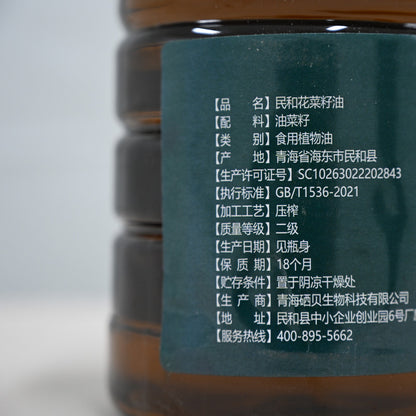 【品 名】民和花菜籽油
【配 料】油菜籽
【类 别】食用植物油
【产 地】青海省海东市民和县
【生产许可证号】SC10263022202843
【执行标准】GB/T1536-2021
【加工工艺】压榨
【质量等级】二级
【生产日期】见瓶身
【保 质 期】18个月
【贮存条件】置于阴凉干燥处
【生 产 商】青海硒贝生物科技有限公司
【地 址】民和县中小企业创业园6号厂
【服务热线】400-895-5662